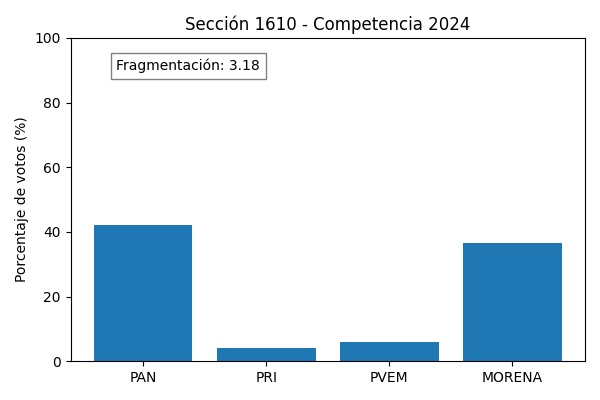 Sección 1610 - Competencia 2024
Fragmentación: 3.18
Porcentaje de votos (%)
100
80
60
40
20
0
PAN PRI PVEM MORENA